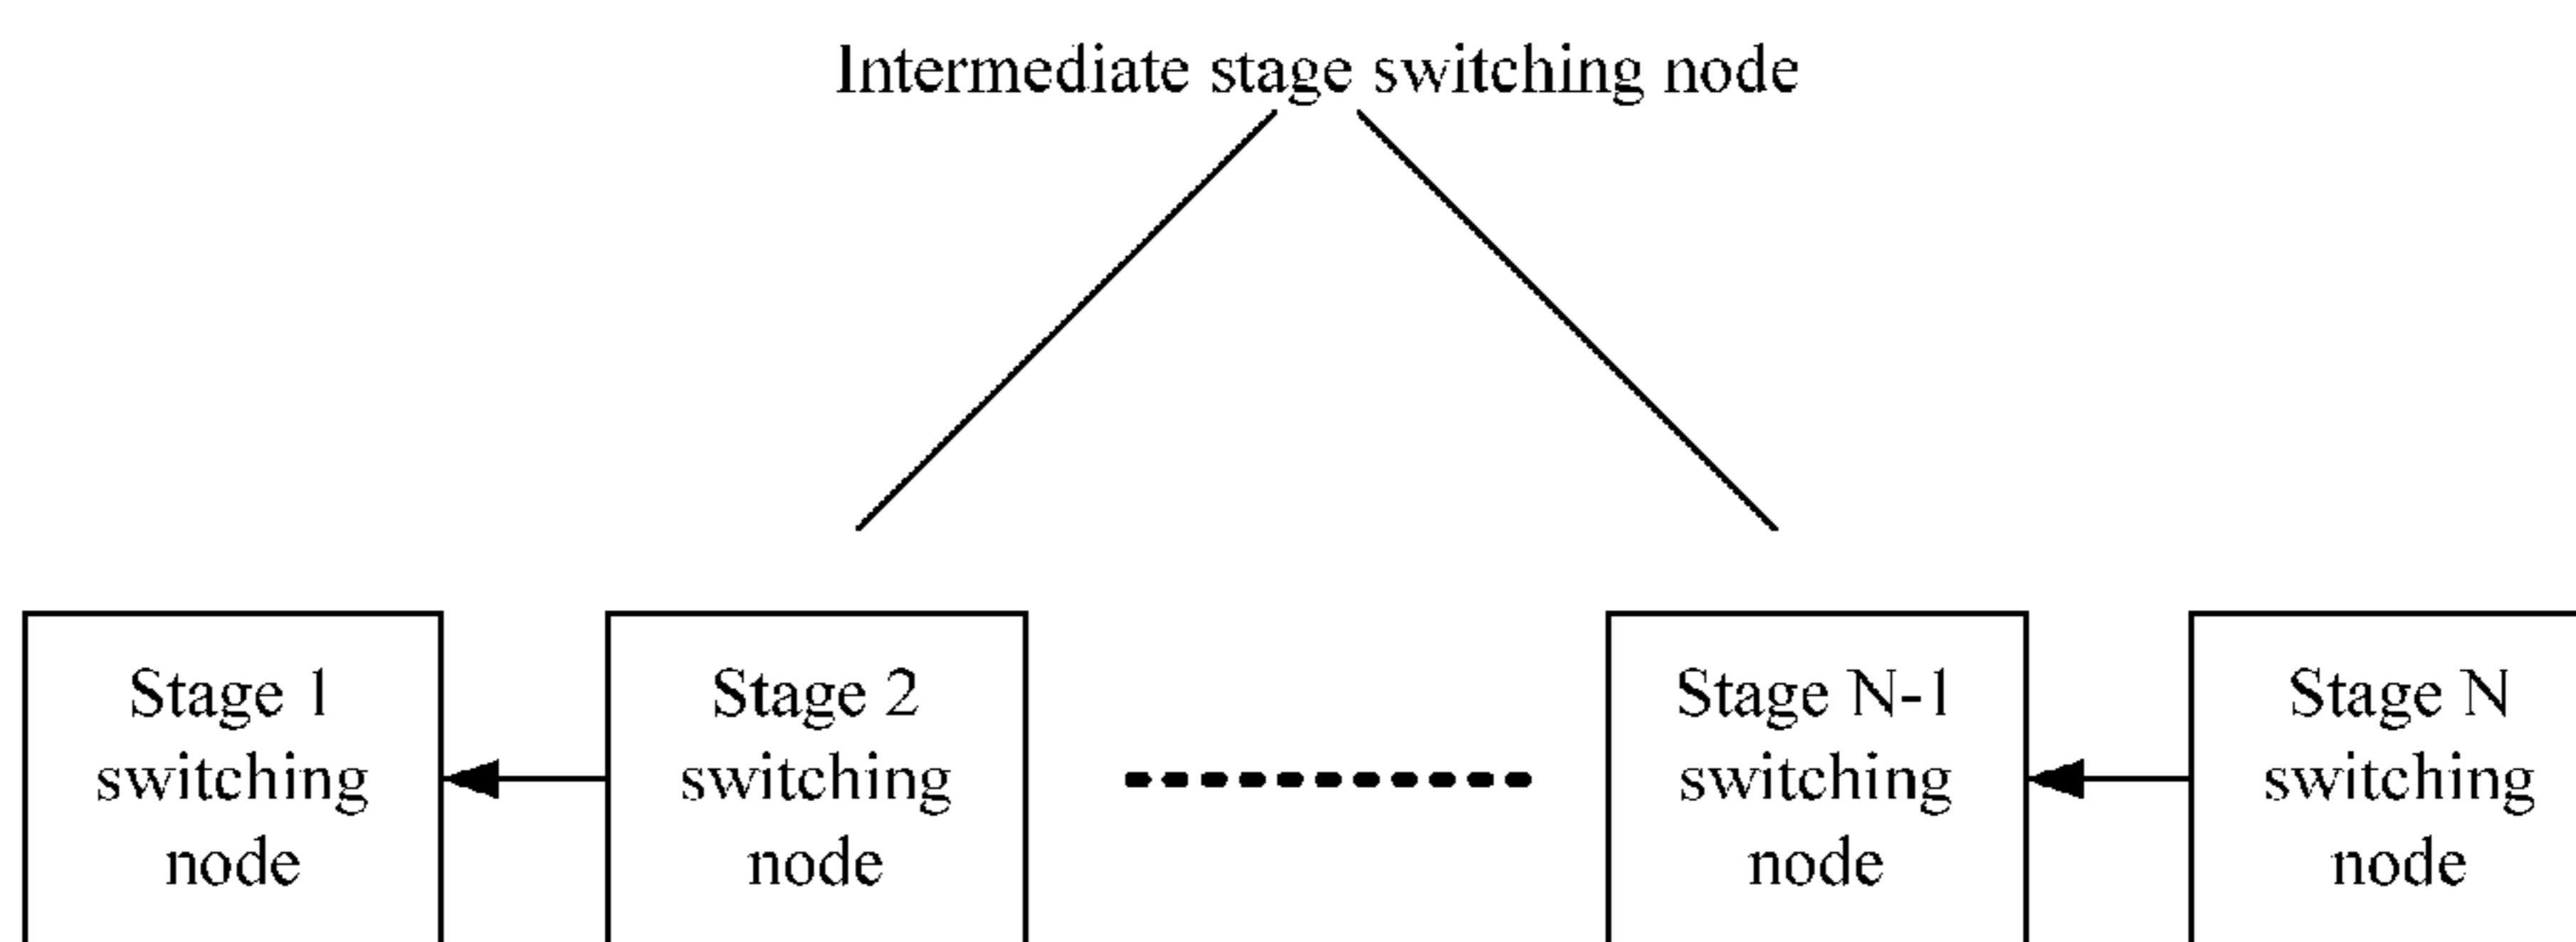 Intermediate stage switching node
Stage 1
switching
node
Stage 2
switching
node
Stage N-1
switching
node
Stage N
switching
node